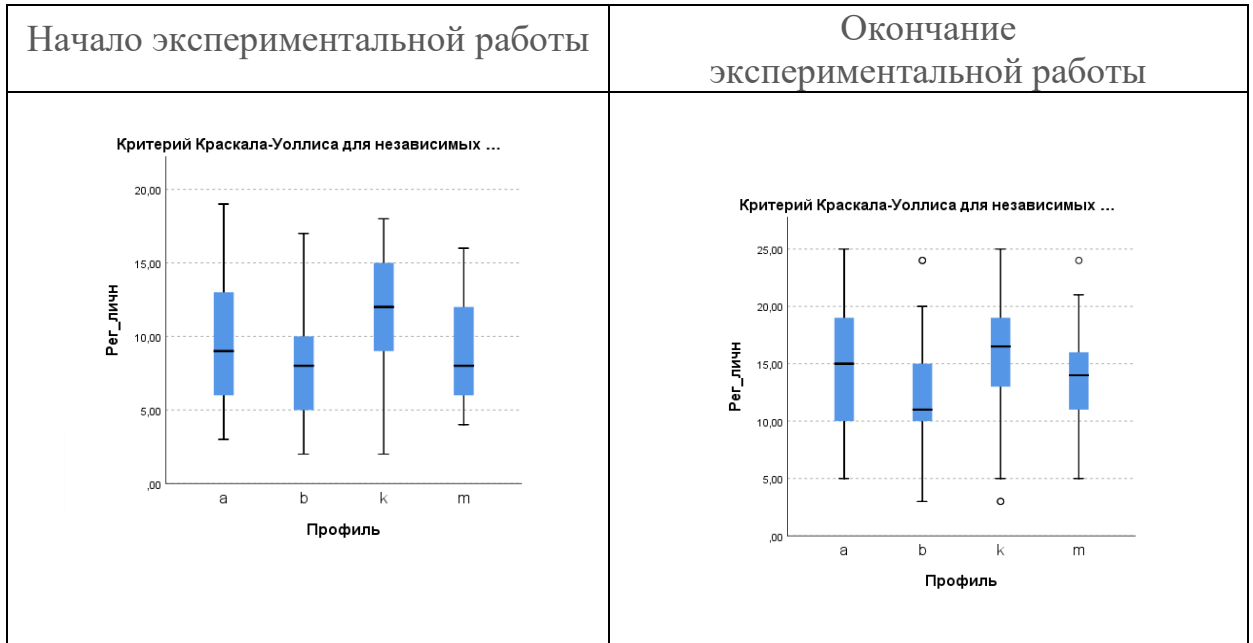 Начало экспериментальной работы
Окончание
экспериментальной работы
Критерий Краскала-Уоллиса для независимых ...
20,00
15,00
10,00
5,00
,00
Рег_личн
a b k m
Профиль
Критерий Краскала-Уоллиса для независимых ...
25,00
20,00
15,00
10,00
5,00
,00
Рег_личн
a b k m
Профиль